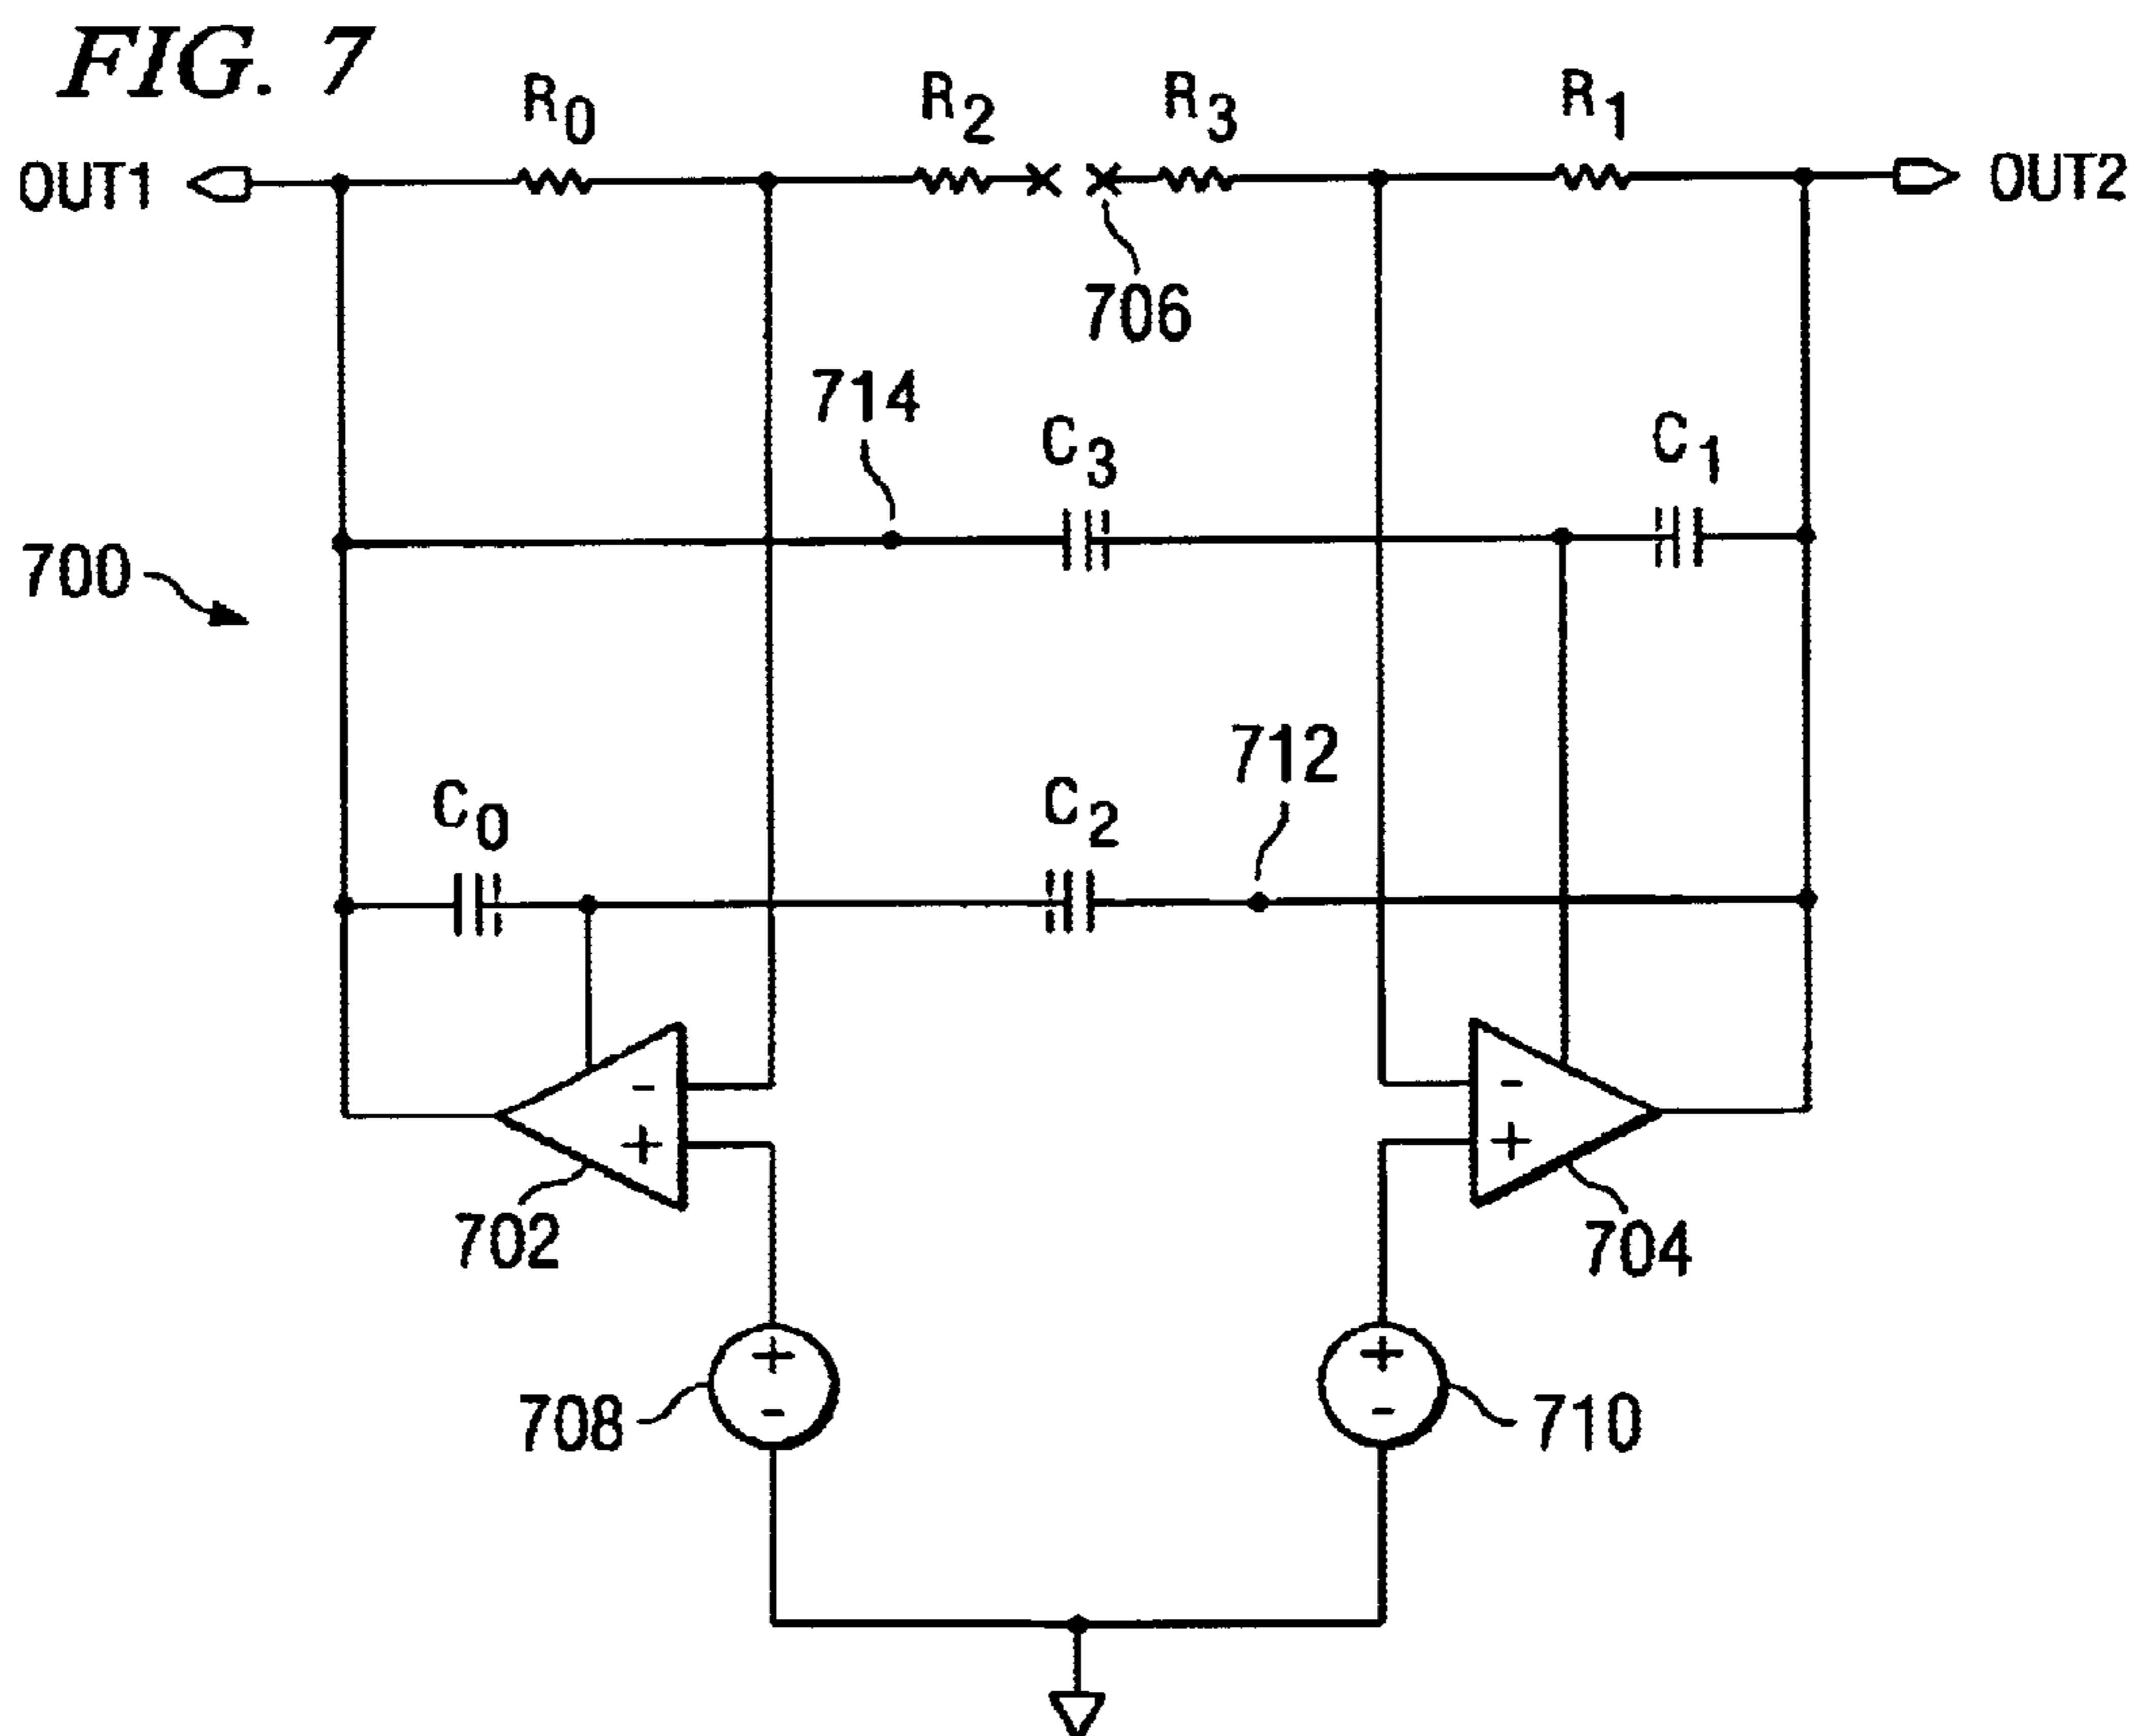 FIG. 7
R0 R2 R3 R1
OUT1 OUT2
706
714 C3 C1
700
712
C0 C2
- -
+ +
702 704
+ +
- -
708 710